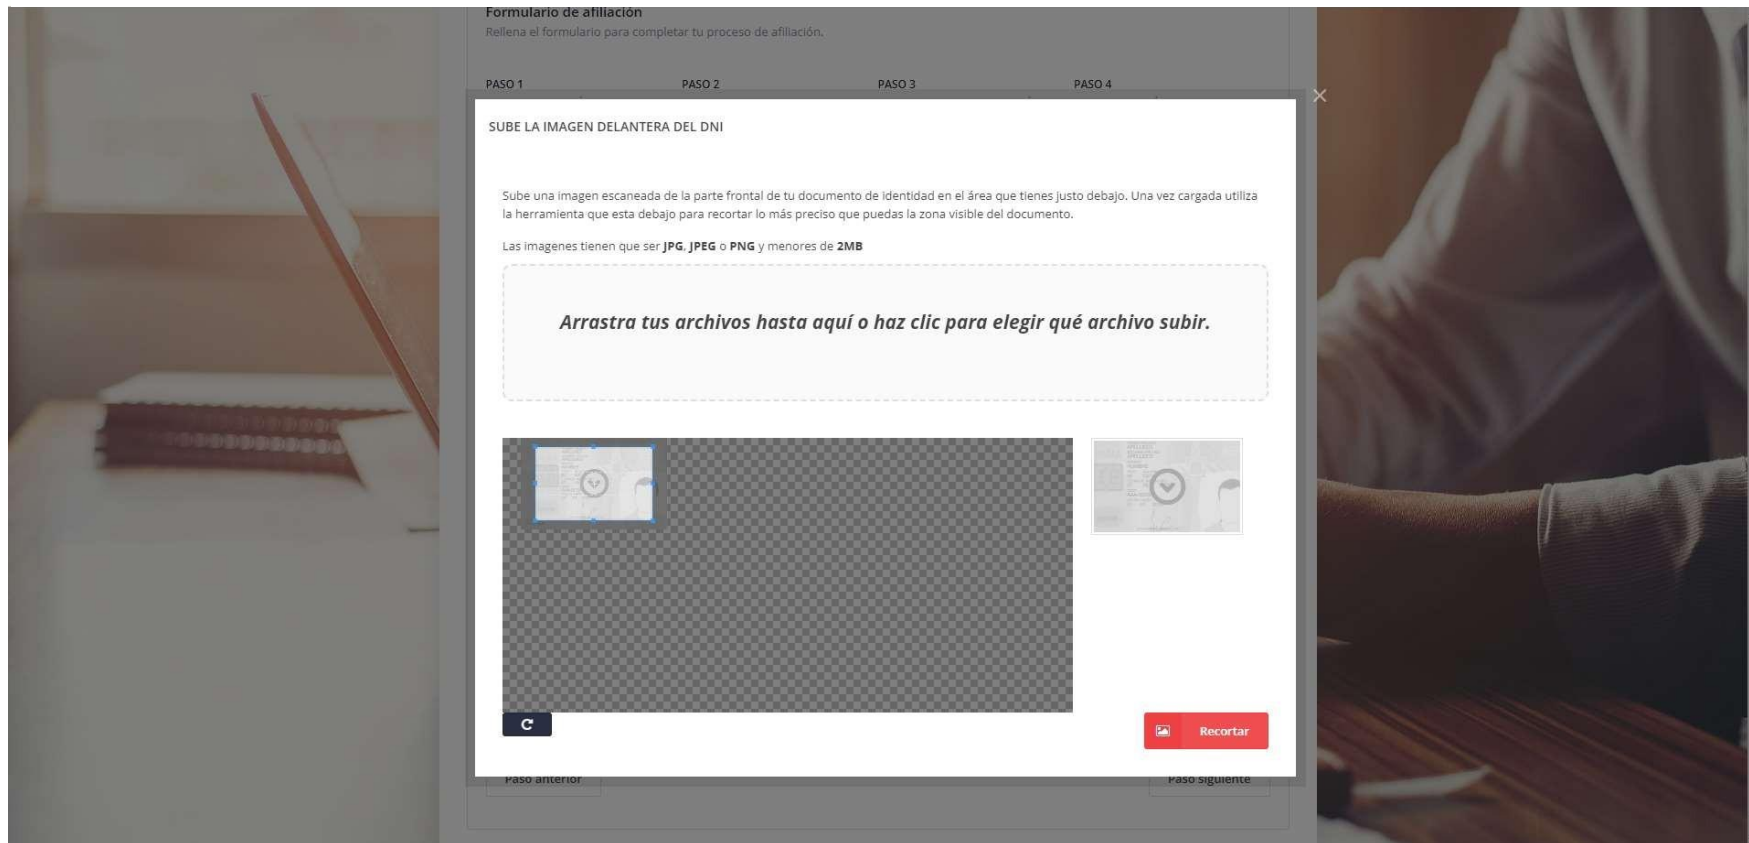 Formulario de afiliación
Rellena el formulario para completar tu proceso de afiliación.
PASO 1 PASO 2 PASO 3 PASO 4
SUBE LA IMAGEN DELANTERA DEL DNI
Sube una imagen escaneada de la parte frontal de tu documento de identidad en el área que tienes justo debajo. Una vez cargada utiliza
la herramienta que esta debajo para recortar lo más preciso que puedas la zona visible del documento.
Las imagenes tienen que ser JPG, JPEG o PNG y menores de 2MB
Arrastra tus archivos hasta aquí o haz clic para elegir qué archivo subir.
Recortar
Paso anterior Paso siguiente